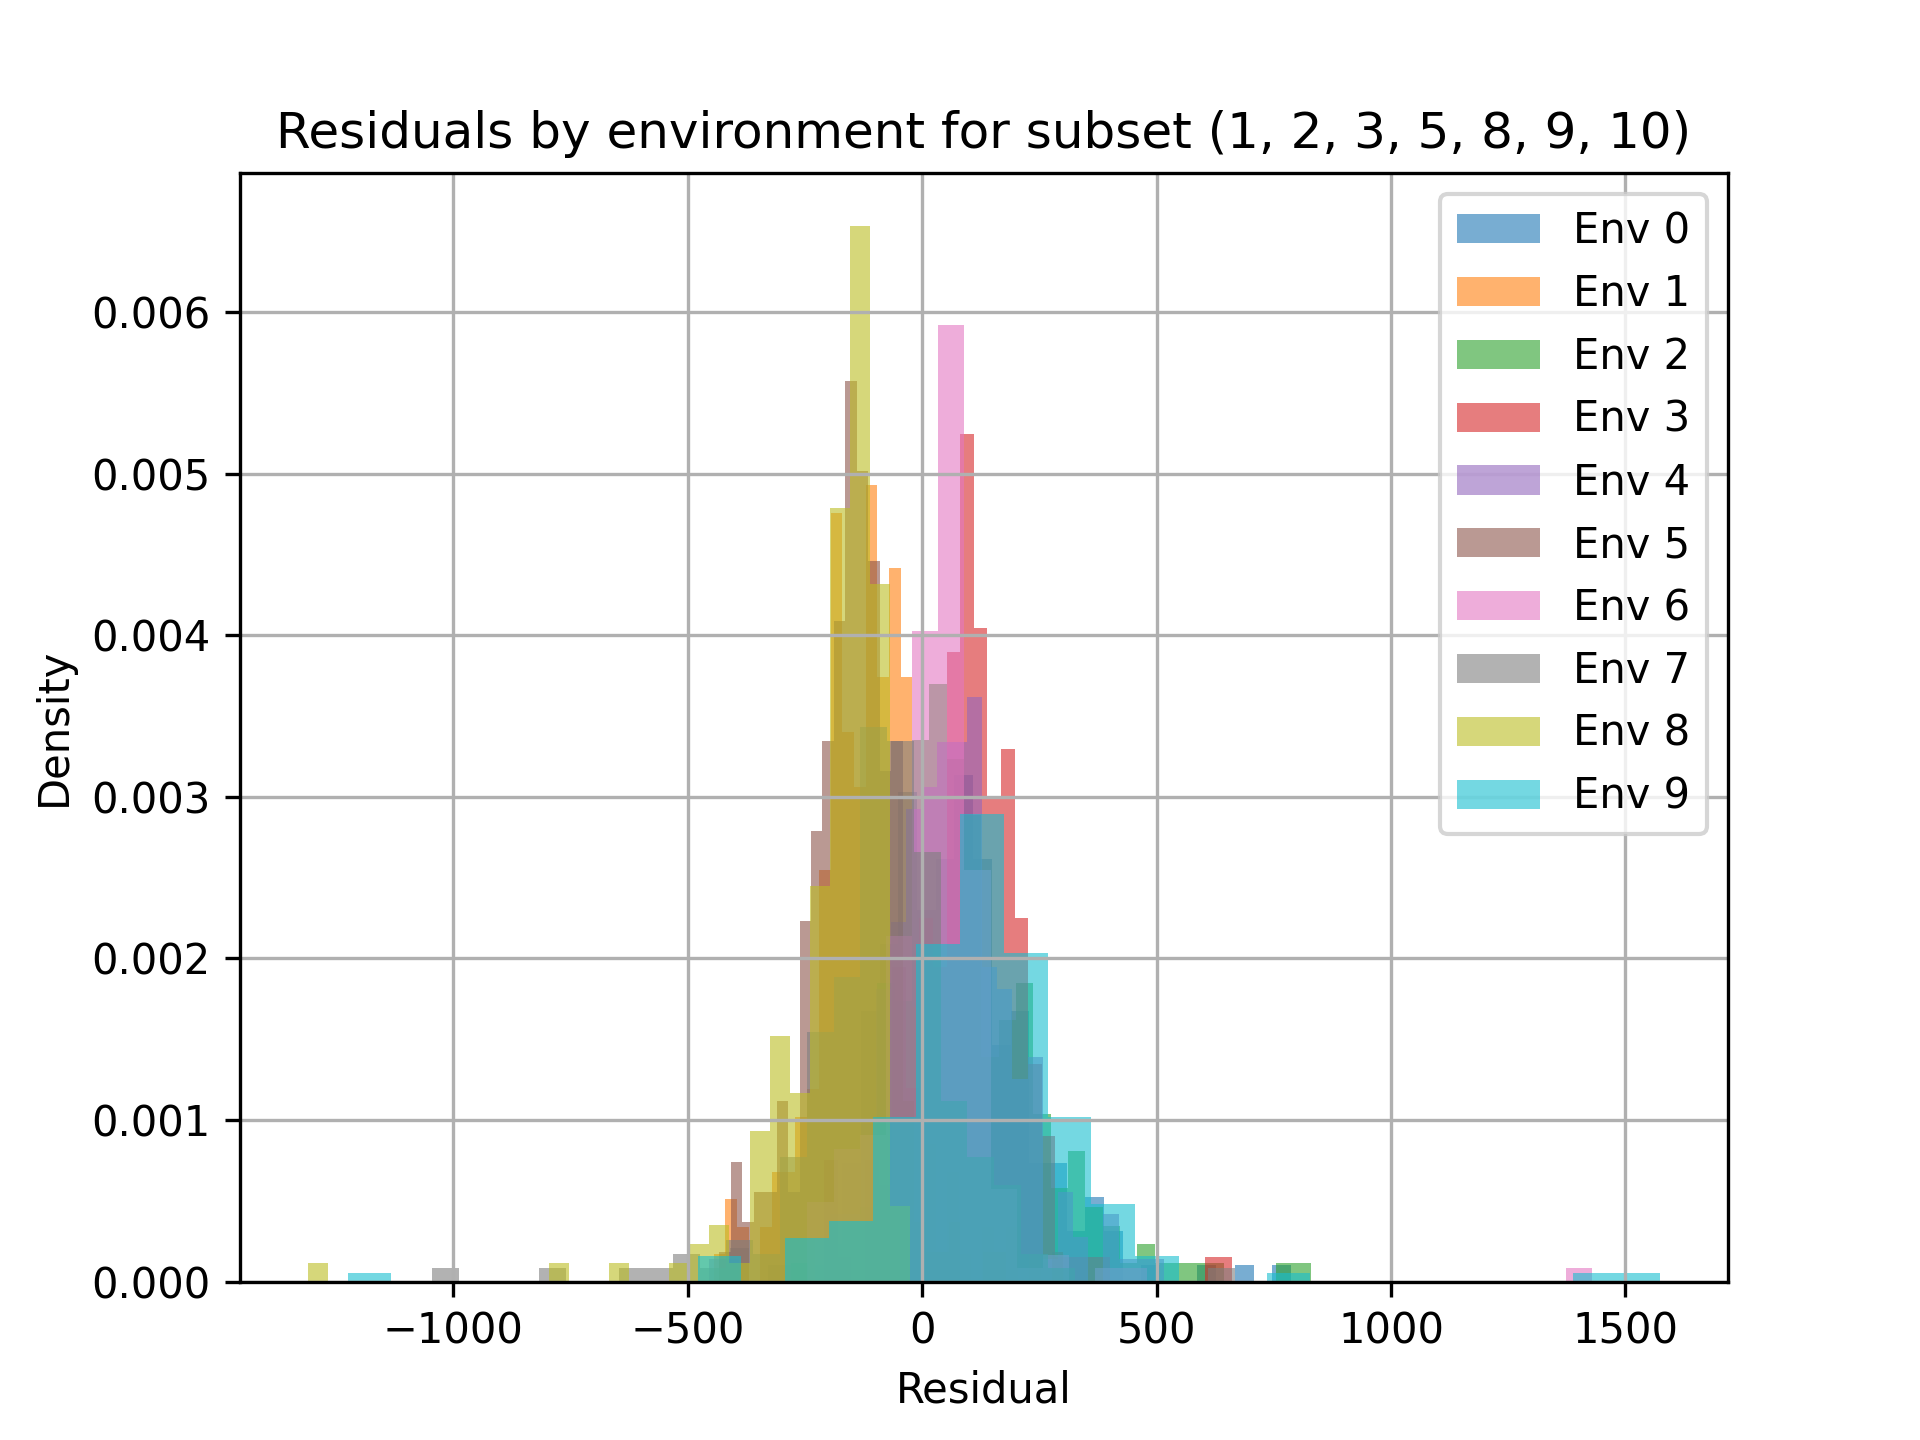 Residuals by environment for subset (1, 2, 3, 5, 8, 9, 10)
Env 0
Env 1
Env 2
Env 3
Env 4
Env 5
Env 6
Env 7
Env 8
Env 9
Density
0.006
0.005
0.004
0.003
0.002
0.001
0.000
−1000 −500 0 500 1000 1500
Residual